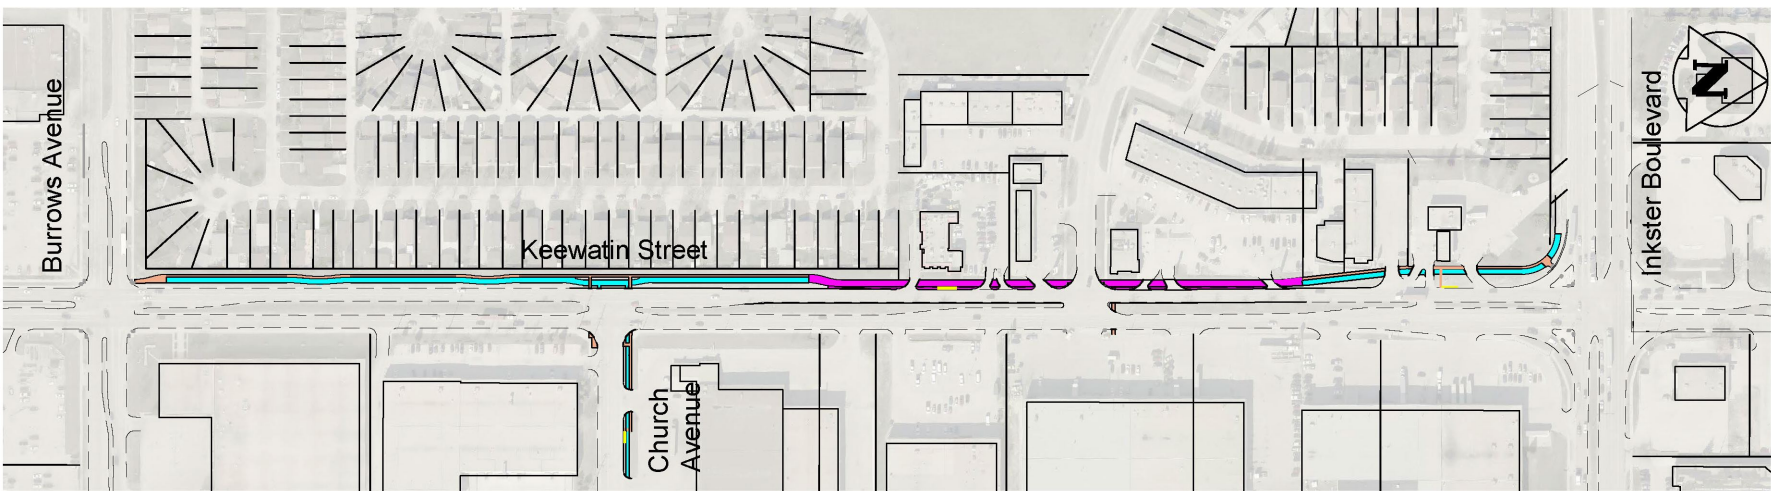 Burrows Avenue
Keewatin Street
Church
Avenue
Inkster Boulevard
N